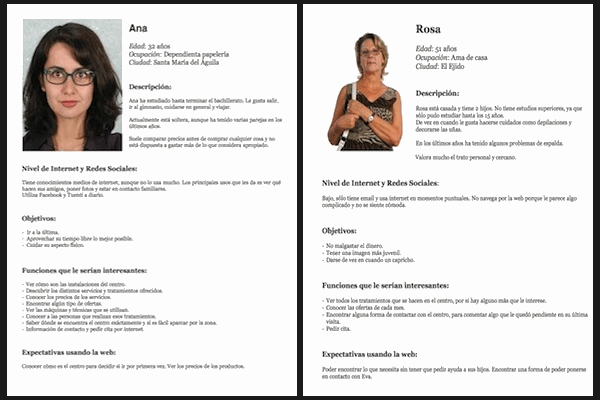 Ana
Edad: 32 años
Ocupación: Dependienta papelería
Ciudad: Santa María del Águila
Descripción:
Ana ha estudiado hasta terminar el bachillerato. Le gusta salir,
ir al gimnasio, cuidarse en general y viajar.
Actualmente está soltera, aunque ha tenido varias parejas en los
últimos años.
Suele comparar precios antes de comprar cualquier cosa y no
está dispuesta a gastar más de lo que considera apropiado.
Nivel de Internet y Redes Sociales:
Tiene conocimientos medios de internet, aunque no lo usa mucho. Los principales usos que les da es ver qué
hacen sus amigos, poner fotos y estar en contacto familiares.
Utiliza Facebook y Tuenti a diario.
Objetivos:
- Ir a la última.
- Aprovechar su tiempo libre lo mejor posible.
- Cuidar su aspecto físico.
Funciones que le serían interesantes:
- Ver cómo son las instalaciones del centro.
- Descubrir los distintos servicios y tratamientos ofrecidos.
- Conocer los precios de los servicios.
- Encontrar algún tipo de ofertas.
- Ver las máquinas y técnicas que se utilizan.
- Conocer a las personas que realizan esos tratamientos.
- Saber dónde se encuentra el centro exactamente y si es fácil aparcar por la zona.
- Información de contacto y pedir cita por internet.
Expectativas usando la web:
Conocer cómo es el centro para decidir si ir por primera vez. Ver los precios de los productos.
Rosa
Edad: 51 años
Ocupación: Ama de casa
Ciudad: El Ejido
Descripción:
Rosa está casada y tiene 2 hijos. No tiene estudios superiores, ya que
sólo pudo estudiar hasta los 15 años.
De vez en cuando le gusta hacerse cuidados como depilaciones y
decorarse las uñas.
En los últimos años ha tenido algunos problemas de espalda.
Valora mucho el trato personal y cercano.
Nivel de Internet y Redes Sociales:
Bajo, sólo tiene email y usa internet en momentos puntuales. No navega por la web porque le parece algo
complicado y no se siente cómoda.
Objetivos:
- No malgastar el dinero.
- Tener una imagen más juvenil.
- Darse de vez en cuando un capricho.
Funciones que le serían interesantes:
- Ver todos los tratamientos que se hacen en el centro, por si hay alguno más que le interese.
- Conocer las ofertas de cada mes.
- Encontrar alguna forma de contactar con el centro, para comentar algo que le quedó pendiente en su última
visita.
- Pedir cita.
Expectativas usando la web:
Poder encontrar lo que necesita sin tener que pedir ayuda a sus hijos. Encontrar una forma de poder ponerse
en contacto con Eva.